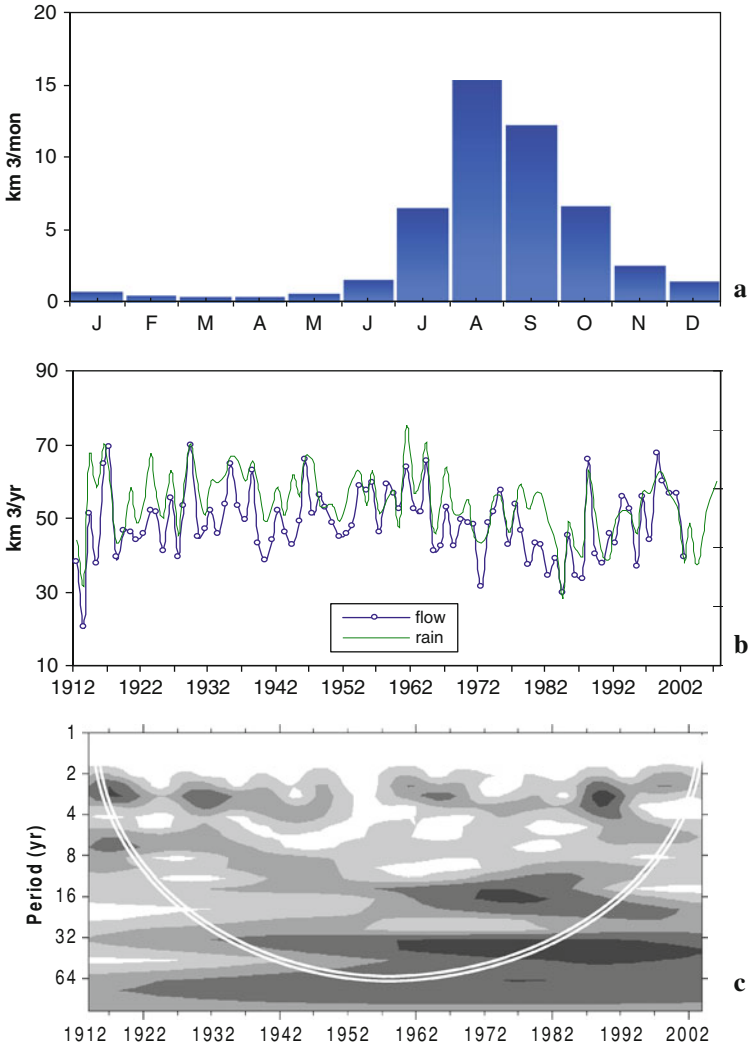 20
15
10
5
0
km 3/mon
J F M A M J J A S O N D
a
90
70
50
30
10
km 3/yr
flow
rain
1912 1922 1932 1942 1952 1962 1972 1982 1992 2002
b
1
2
4
8
16
32
64
Period (yr)
1912 1922 1932 1942 1952 1962 1972 1982 1992 2002
c